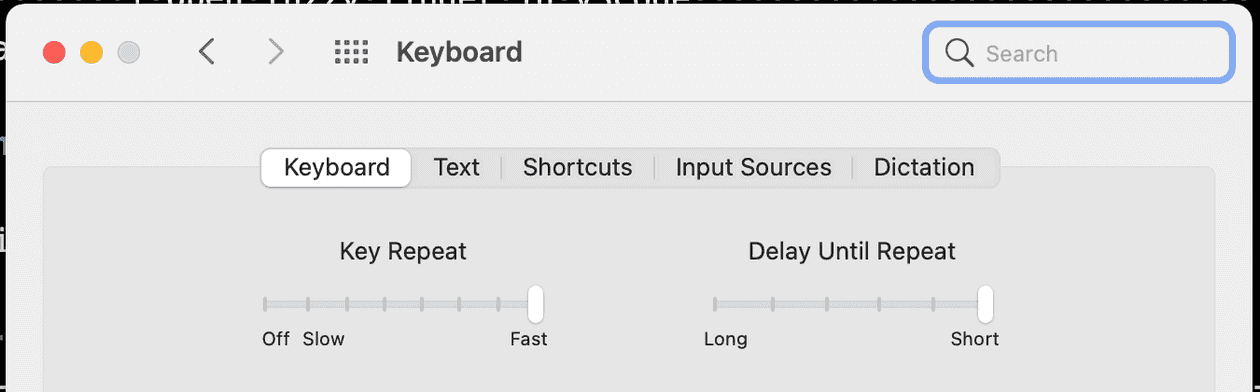 Keyboard
Search
Keyboard Text Shortcuts Input Sources Dictation
Key Repeat Delay Until Repeat
Off Slow Fast Long Short